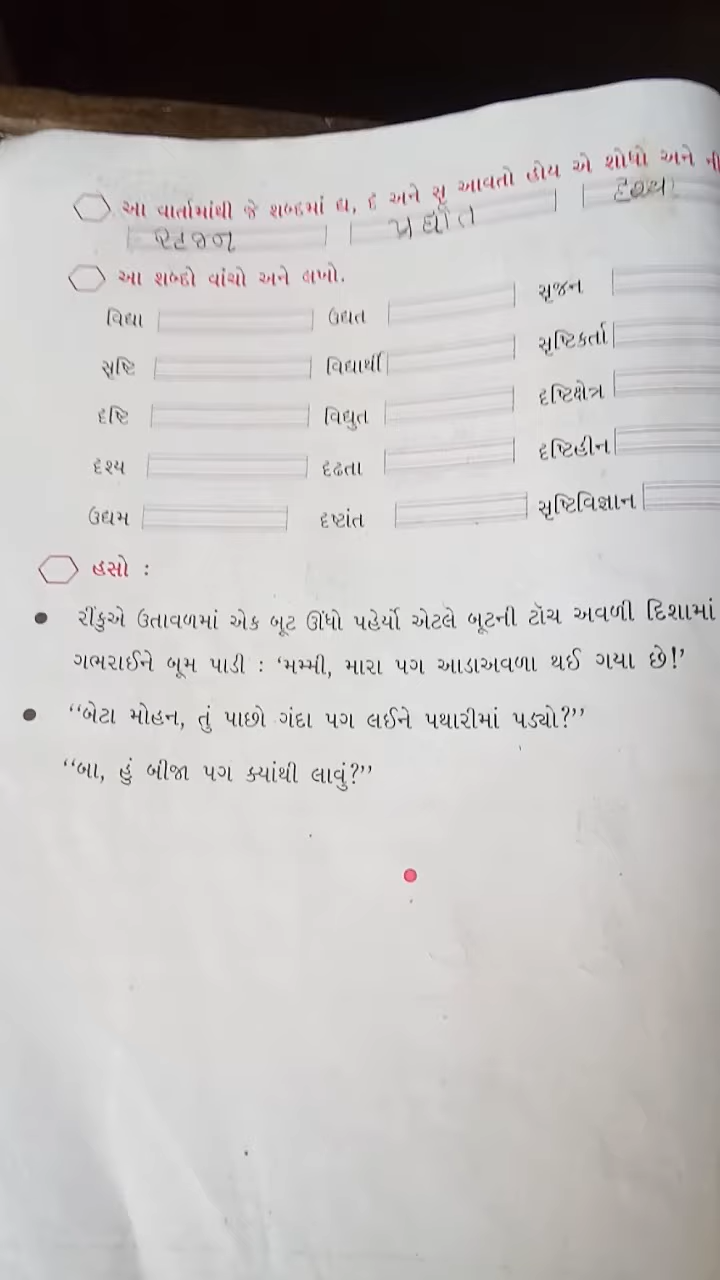 આ વાર્તામાંથી જે શબ્દમાં દ્ય, દૃ અને સૃ આવતો હોય એ શોધો અને ની
સૃજન
આ શબ્દો વાંચો અને લખો.
વિદ્યા ઉદ્યત સૃજન
સૃષ્ટિ વિદ્યાર્થી સૃષ્ટિકર્તા
દૃષ્ટિ વિદ્યુત દૃષ્ટિક્ષેત્ર
દૃશ્ય દૃઢતા દૃષ્ટિહીન
ઉદ્યમ દૃષ્ટાંત સૃષ્ટિવિજ્ઞાન
હસો :
• રીંકુએ ઉતાવળમાં એક બૂટ ઊંધો પહેર્યો એટલે બૂટની ટૉચ અવળી દિશામાં
ગભરાઈને બૂમ પાડી : ‘મમ્મી, મારા પગ આડાઅવળા થઈ ગયા છે!’
• “બેટા મોહન, તું પાછો ગંદા પગ લઈને પથારીમાં પડ્યો?”
“બા, હું બીજા પગ ક્યાંથી લાવું?”